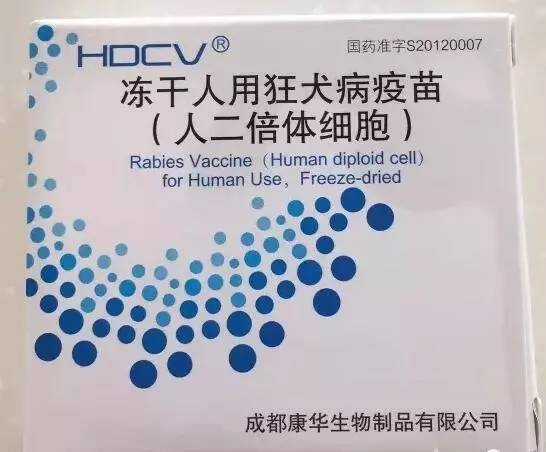 HDCV®
国药准字S20120007
冻干人用狂犬病疫苗
（人二倍体细胞）
Rabies Vaccine（Human diploid cell）
for Human Use，Freeze-dried
成都康华生物制品有限公司